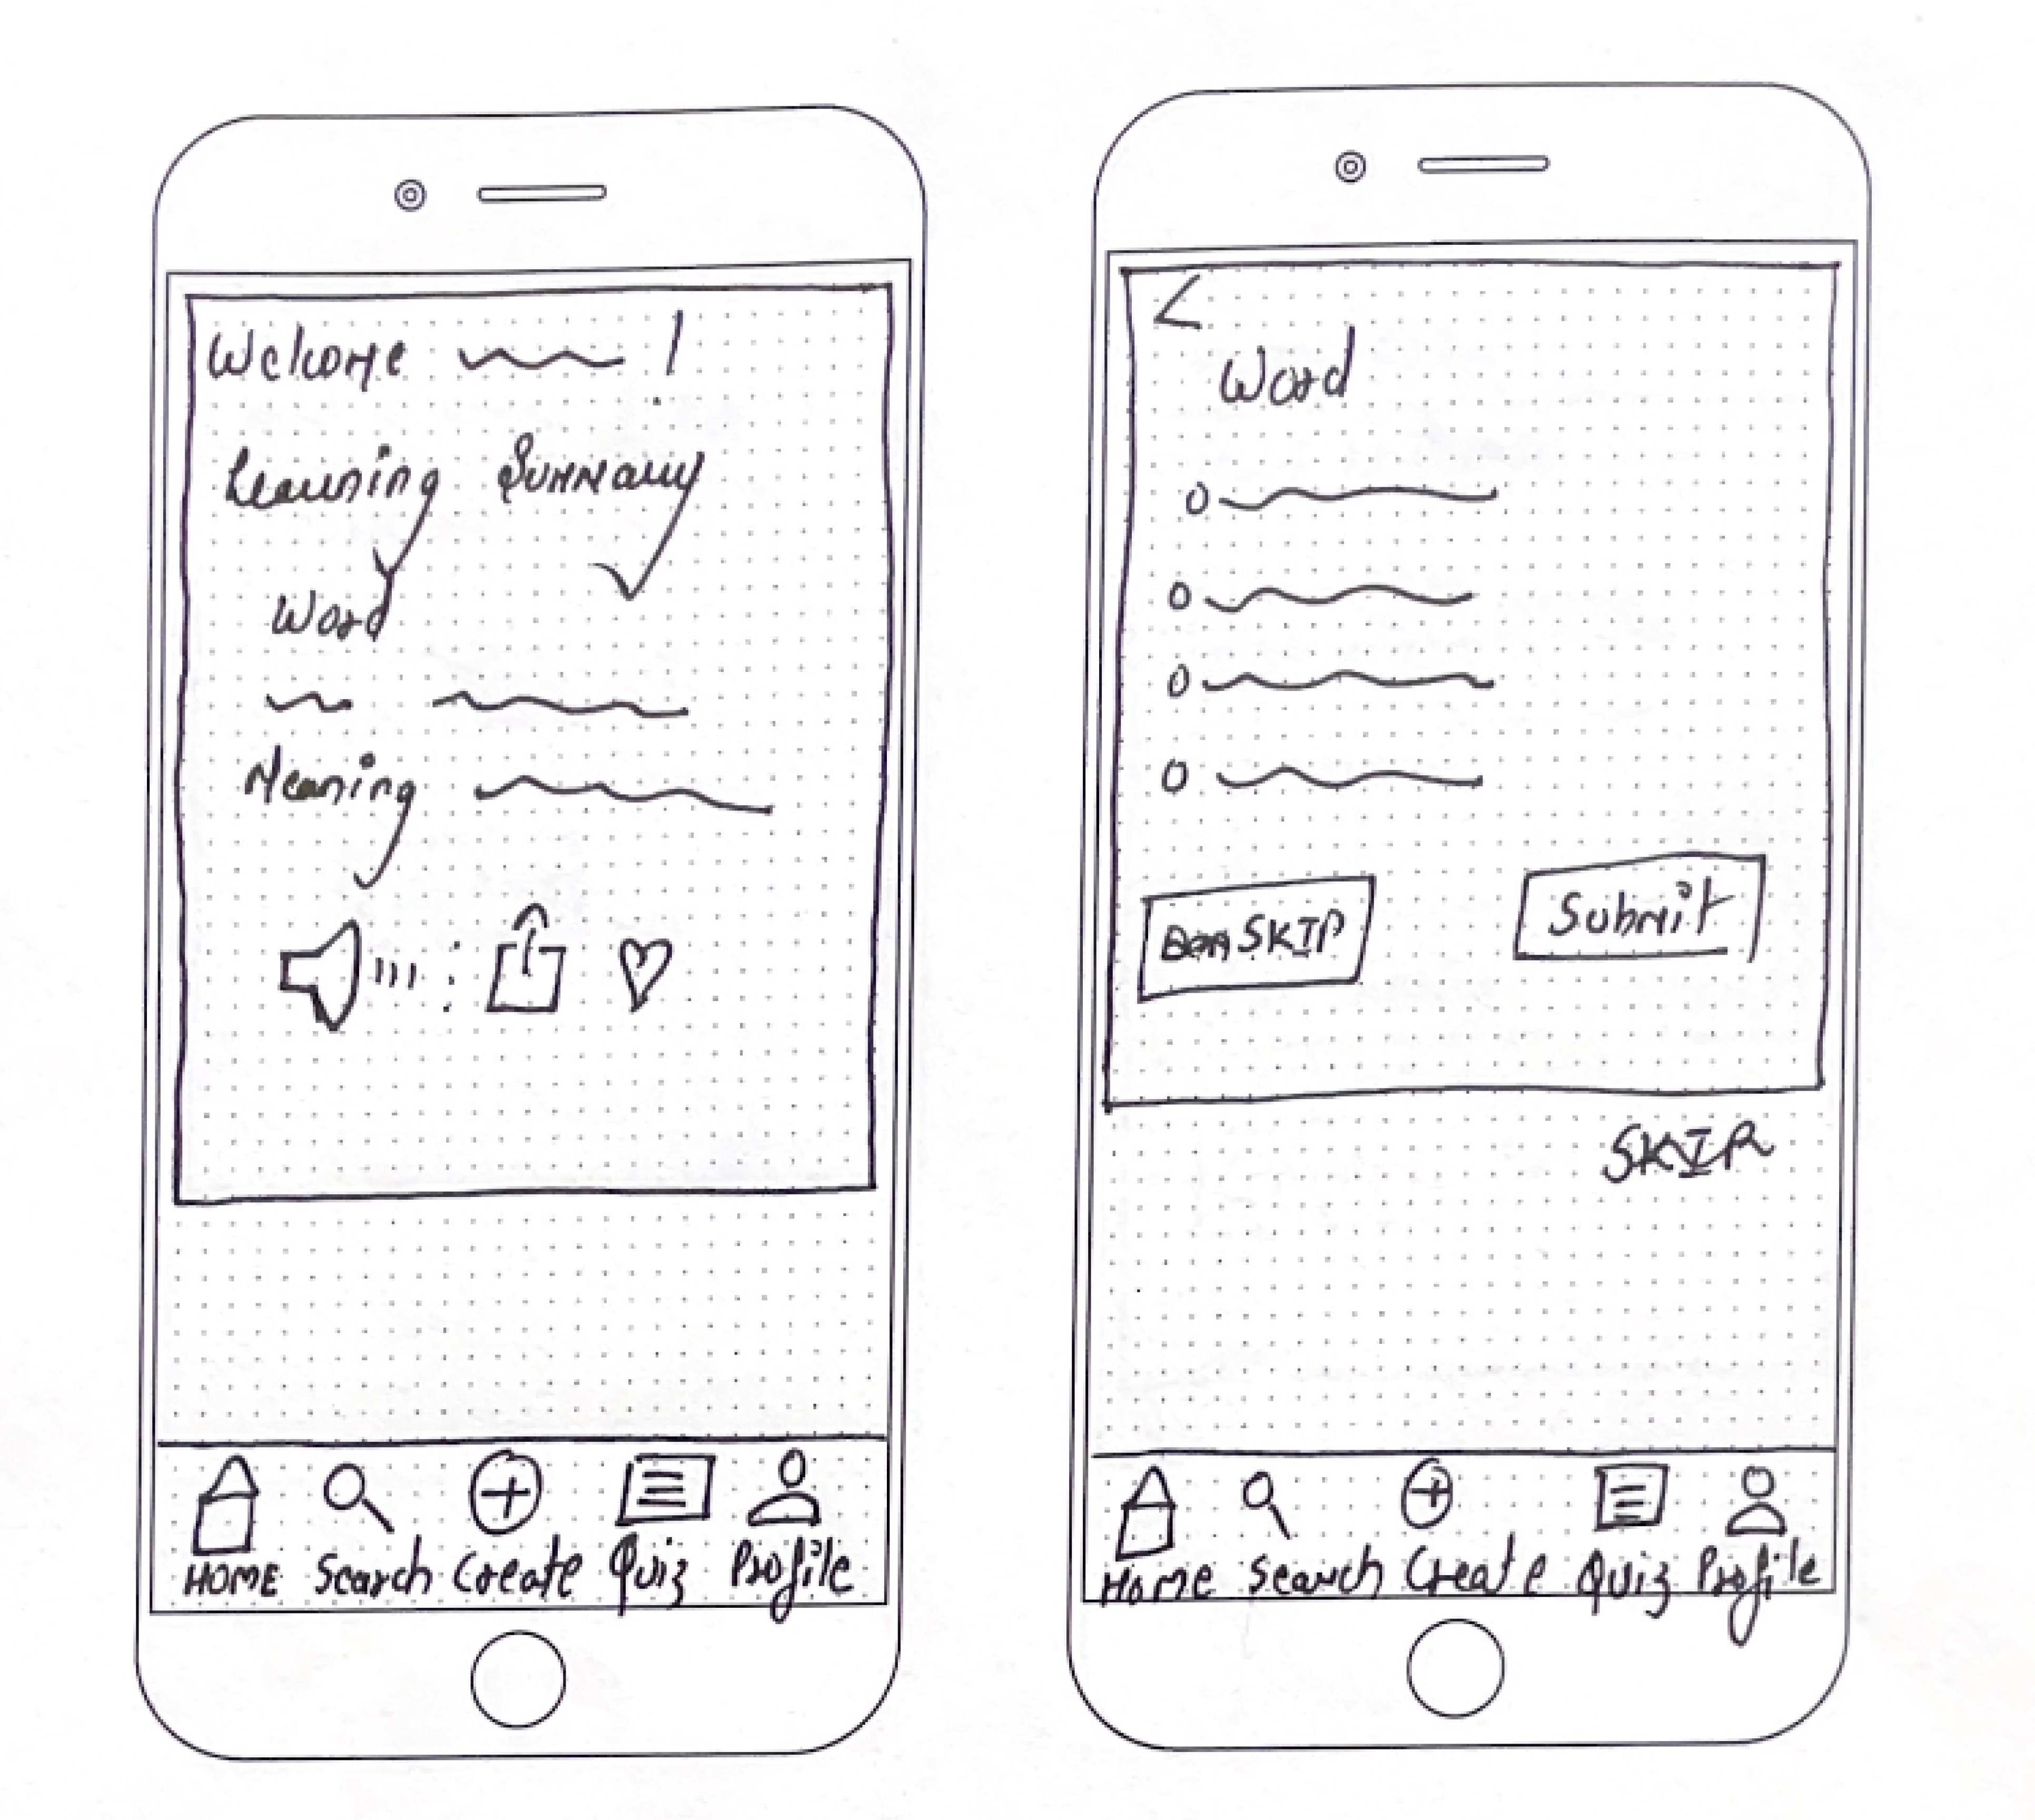 Welcome !
Learning Summary
Word
Meaning
HOME Search Create Quiz Profile
<
Word
SKIP Submit
SKIP
Home Search Create Quiz Profile